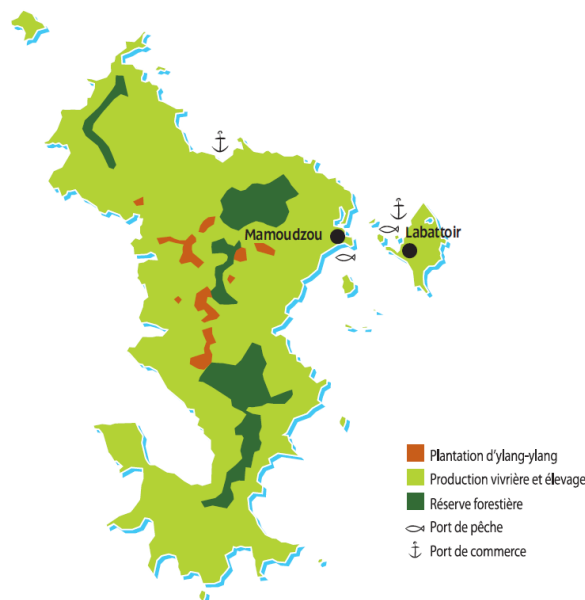 Mamoudzou
Labattoir
Plantation d'ylang-ylang
Production vivrière et élevage
Réserve forestière
Port de pêche
Port de commerce